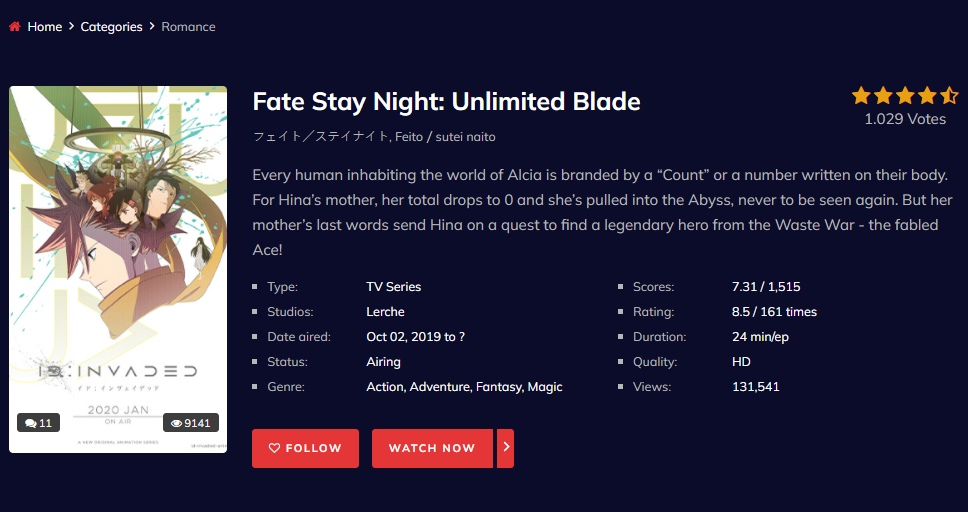 Home > Categories > Romance
Fate Stay Night: Unlimited Blade
1.029 Votes
フェイト／ステイナイト, Feito / sutei naito
Every human inhabiting the world of Alcia is branded by a “Count” or a number written on their body.
For Hina’s mother, her total drops to 0 and she’s pulled into the Abyss, never to be seen again. But her
mother’s last words send Hina on a quest to find a legendary hero from the Waste War - the fabled
Ace!
Type: TV Series Scores: 7.31 / 1,515
Studios: Lerche Rating: 8.5 / 161 times
Date aired: Oct 02, 2019 to ? Duration: 24 min/ep
Status: Airing Quality: HD
Genre: Action, Adventure, Fantasy, Magic Views: 131,541
ID:INVADED
イド：インヴェイデッド
2020 JAN
ON AIR
11 9141
A NEW ORIGINAL ANIMATION SERIES
FOLLOW WATCH NOW